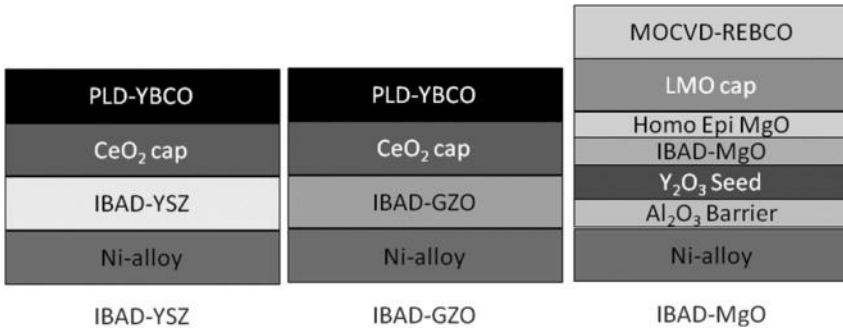 PLD-YBCO
CeO₂ cap
IBAD-YSZ
Ni-alloy
IBAD-YSZ
PLD-YBCO
CeO₂ cap
IBAD-GZO
Ni-alloy
IBAD-GZO
MOCVD-REBCO
LMO cap
Homo Epi MgO
IBAD-MgO
Y₂O₃ Seed
Al₂O₃ Barrier
Ni-alloy
IBAD-MgO